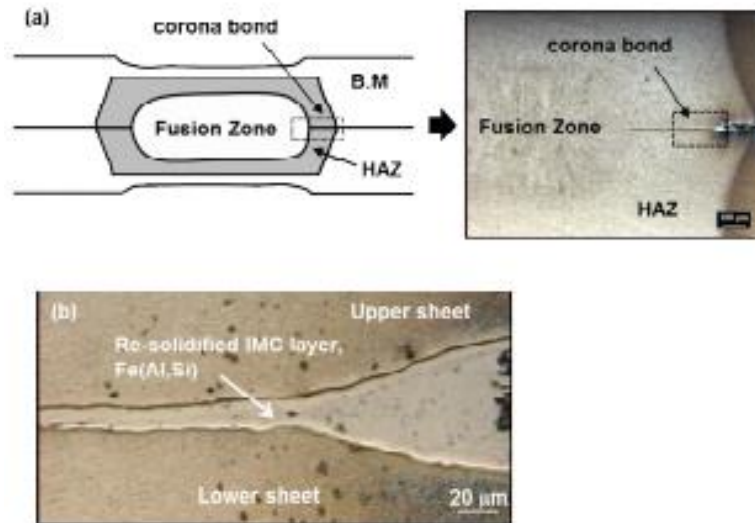 (a)
corona bond
B.M
Fusion Zone
HAZ
corona bond
Fusion Zone
HAZ
(b)
Upper sheet
Re-solidified IMC layer,
Fe(Al,Si)
Lower sheet
20 μm